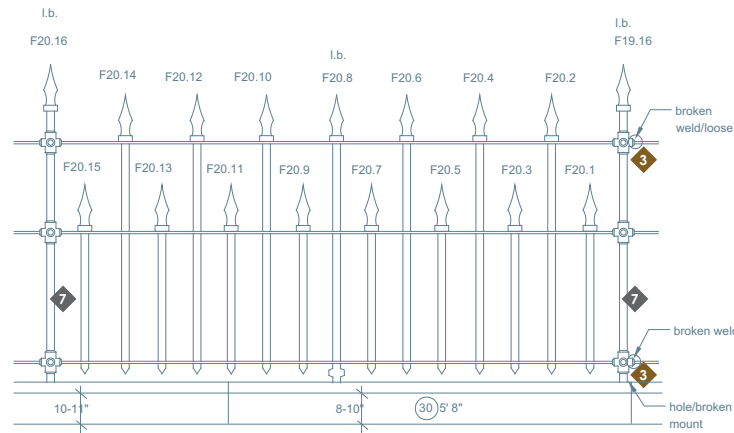 l.b.
F20.16
l.b.
F19.16
l.b.
F20.14
F20.12
F20.10
F20.8
F20.6
F20.4
F20.2
broken
weld/loose
3
F20.15
F20.13
F20.11
F20.9
F20.7
F20.5
F20.3
F20.1
7
7
broken weld
3
10-11"
8-10"
30 5' 8"
hole/broken
mount